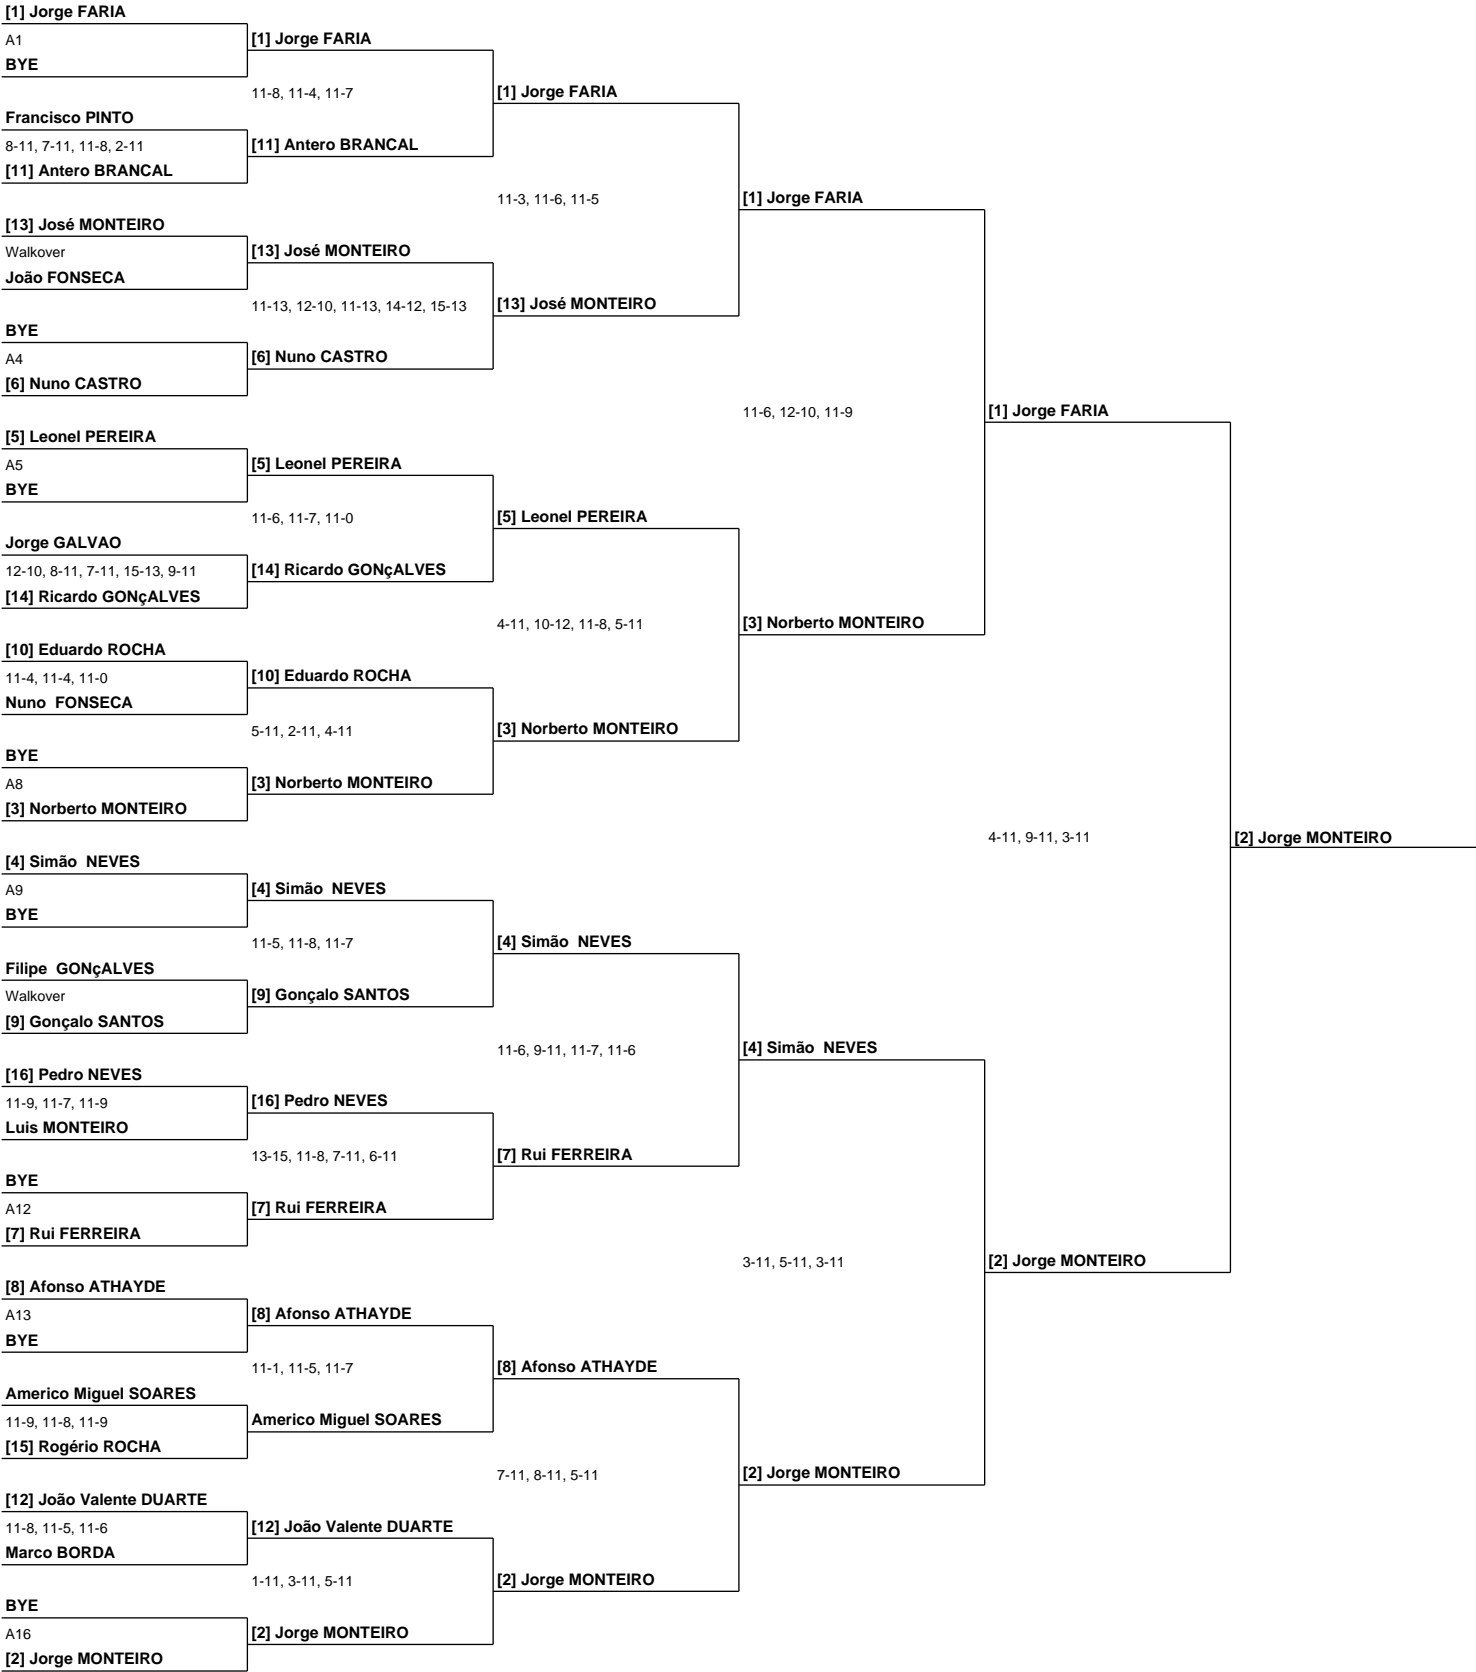 [1] Jorge FARIA
A1
[1] Jorge FARIA
BYE
11-8, 11-4, 11-7
[1] Jorge FARIA
Francisco PINTO
8-11, 7-11, 11-8, 2-11
[11] Antero BRANCAL
[11] Antero BRANCAL
11-3, 11-6, 11-5
[1] Jorge FARIA
[13] José MONTEIRO
Walkover
[13] José MONTEIRO
João FONSECA
11-13, 12-10, 11-13, 14-12, 15-13
[13] José MONTEIRO
BYE
A4
[6] Nuno CASTRO
[6] Nuno CASTRO
11-6, 12-10, 11-9
[1] Jorge FARIA
[5] Leonel PEREIRA
A5
[5] Leonel PEREIRA
BYE
11-6, 11-7, 11-0
[5] Leonel PEREIRA
Jorge GALVAO
12-10, 8-11, 7-11, 15-13, 9-11
[14] Ricardo GONçALVES
[14] Ricardo GONçALVES
4-11, 10-12, 11-8, 5-11
[3] Norberto MONTEIRO
[10] Eduardo ROCHA
11-4, 11-4, 11-0
[10] Eduardo ROCHA
Nuno  FONSECA
5-11, 2-11, 4-11
[3] Norberto MONTEIRO
BYE
A8
[3] Norberto MONTEIRO
[3] Norberto MONTEIRO
4-11, 9-11, 3-11
[2] Jorge MONTEIRO
[4] Simão  NEVES
A9
[4] Simão  NEVES
BYE
11-5, 11-8, 11-7
[4] Simão  NEVES
Filipe  GONçALVES
Walkover
[9] Gonçalo SANTOS
[9] Gonçalo SANTOS
11-6, 9-11, 11-7, 11-6
[4] Simão  NEVES
[16] Pedro NEVES
11-9, 11-7, 11-9
[16] Pedro NEVES
Luis MONTEIRO
13-15, 11-8, 7-11, 6-11
[7] Rui FERREIRA
BYE
A12
[7] Rui FERREIRA
[7] Rui FERREIRA
3-11, 5-11, 3-11
[2] Jorge MONTEIRO
[8] Afonso ATHAYDE
A13
[8] Afonso ATHAYDE
BYE
11-1, 11-5, 11-7
[8] Afonso ATHAYDE
Americo Miguel SOARES
11-9, 11-8, 11-9
Americo Miguel SOARES
[15] Rogério ROCHA
7-11, 8-11, 5-11
[2] Jorge MONTEIRO
[12] João Valente DUARTE
11-8, 11-5, 11-6
[12] João Valente DUARTE
Marco BORDA
1-11, 3-11, 5-11
[2] Jorge MONTEIRO
BYE
A16
[2] Jorge MONTEIRO
[2] Jorge MONTEIRO